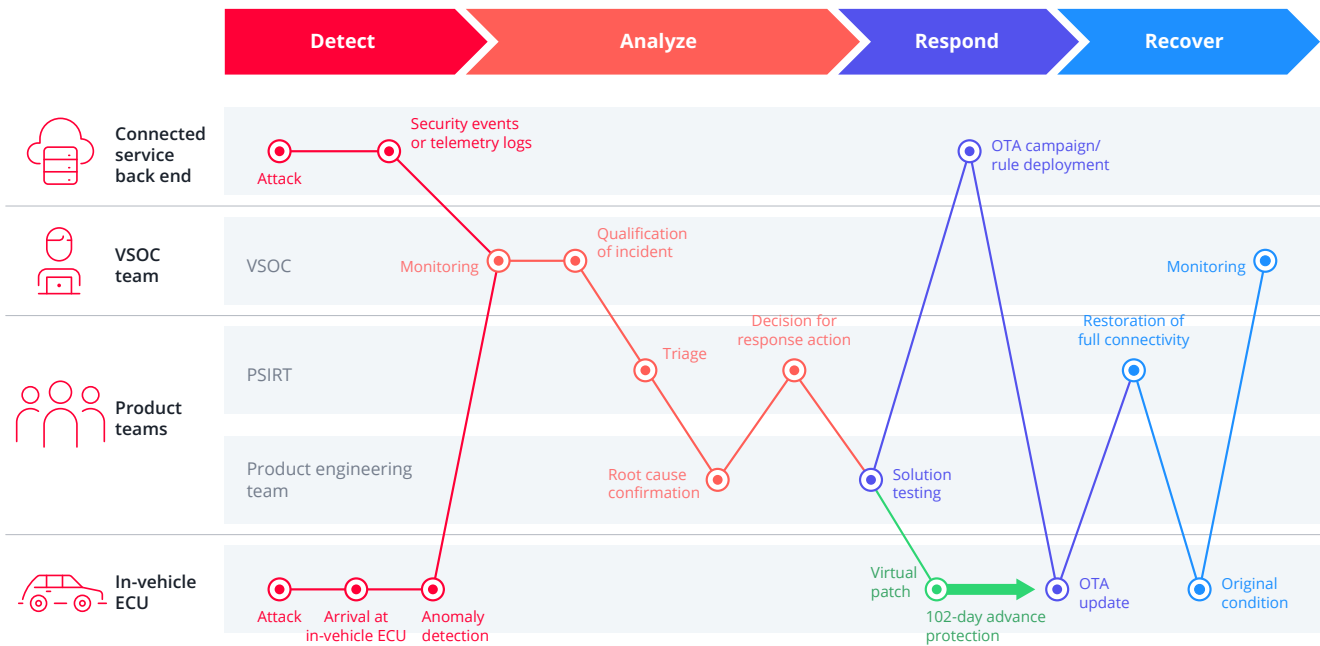 Detect
Analyze
Respond
Recover
Connected
service
back end
Attack
Security events
or telemetry logs
OTA campaign/
rule deployment
VSOC
team
VSOC
Monitoring
Qualification
of incident
Monitoring
Product
teams
PSIRT
Triage
Decision for
response action
Restoration of
full connectivity
Product engineering
team
Root cause
confirmation
Solution
testing
In-vehicle
ECU
Attack
Arrival at
in-vehicle ECU
Anomaly
detection
Virtual
patch
102-day advance
protection
OTA
update
Original
condition